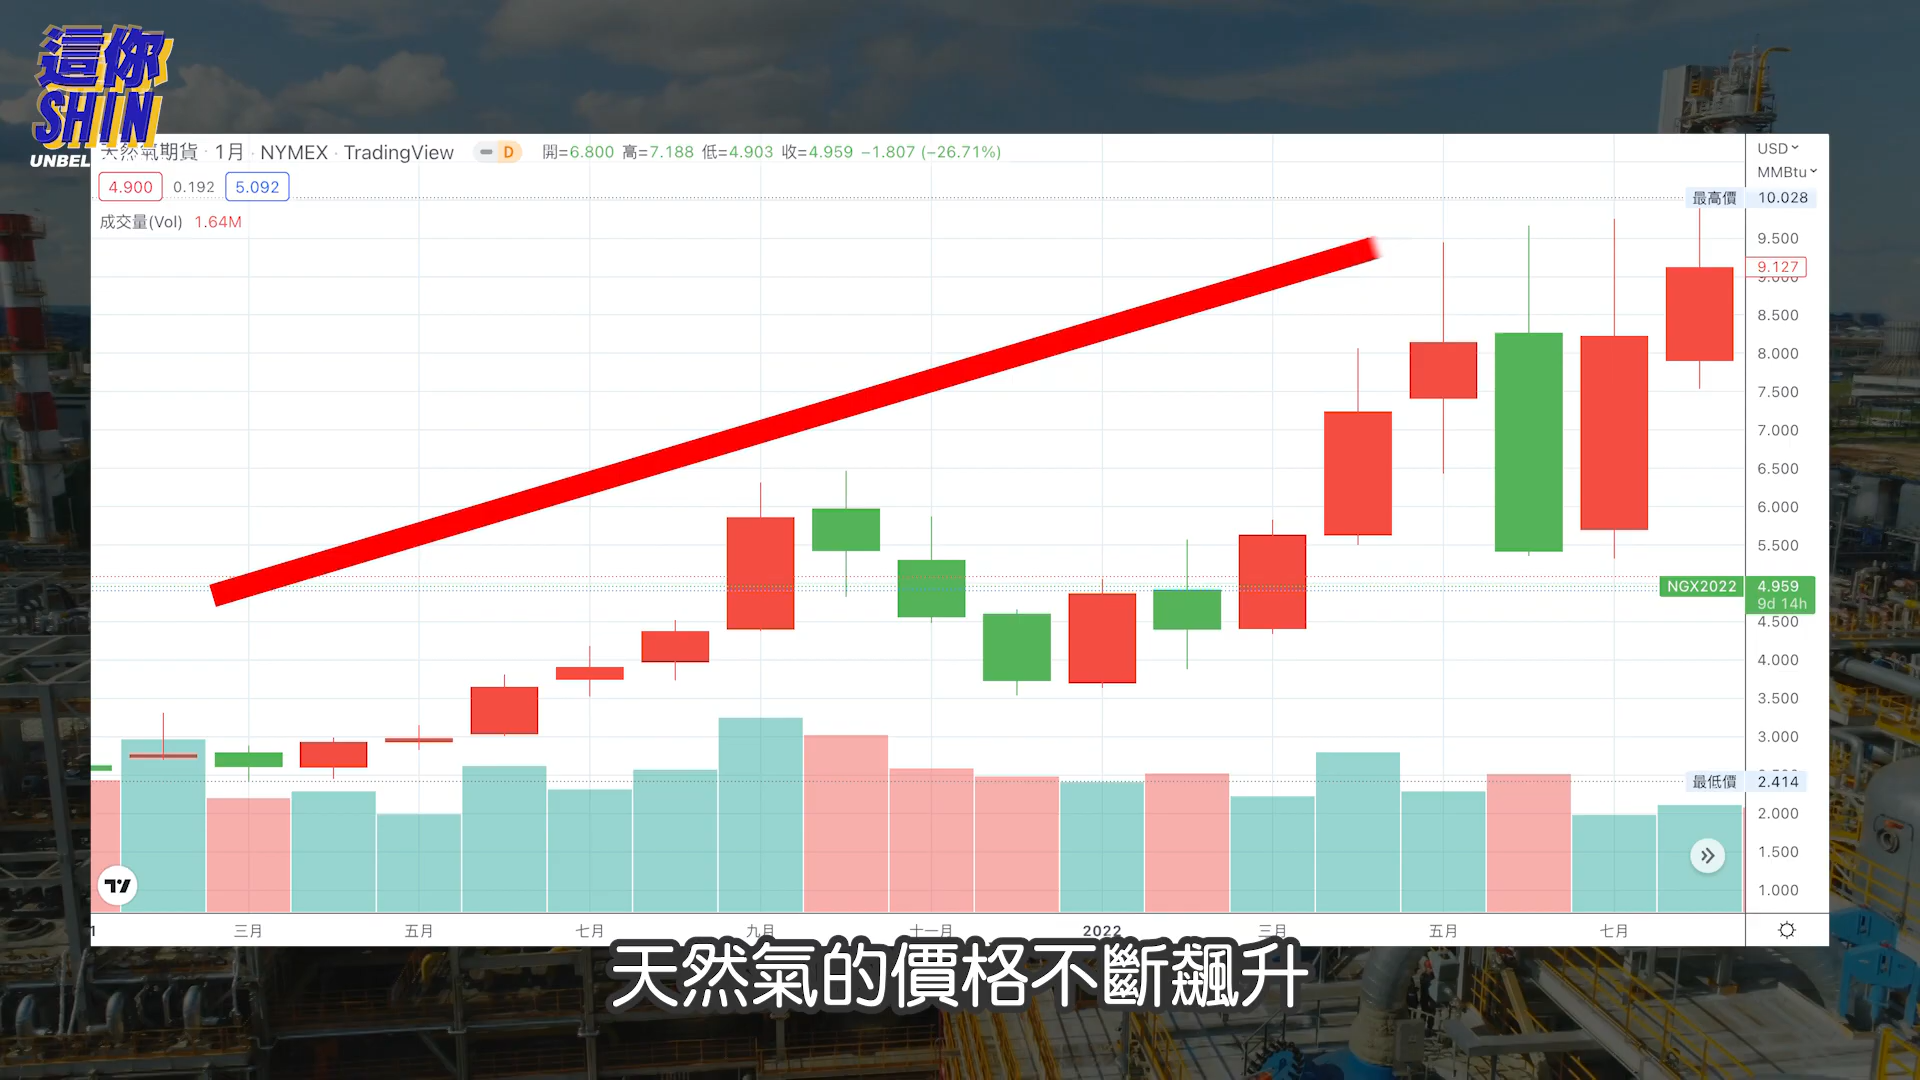 這你
SHIN
UNBEL
天然氣期貨 · 1月 · NYMEX · TradingView D 開=6.800 高=7.188 低=4.903 收=4.959 −1.807 (−26.71%)
4.900 0.192 5.092
成交量(Vol) 1.64M
USD
MMBtu
最高價 10.028
9.500
9.127
9.000
8.500
8.000
7.500
7.000
6.500
6.000
5.500
NGX2022 4.959
9d 14h
4.500
4.000
3.500
3.000
最低價 2.414
2.000
1.500
1.000
1 三月 五月 七月 九月 十一月 2022 三月 五月 七月
天然氣的價格不斷飆升